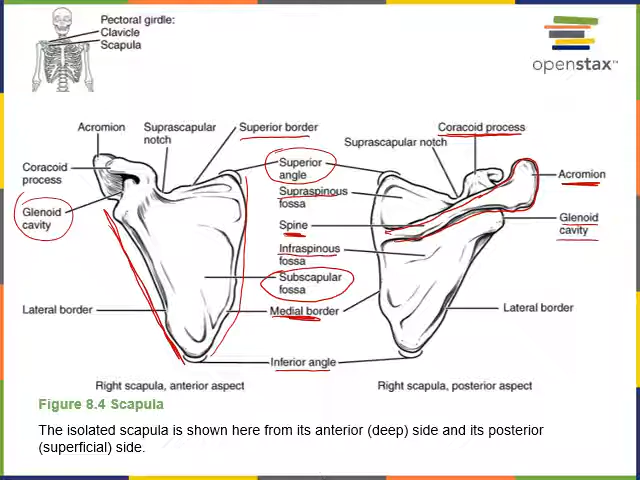 Pectoral girdle:
Clavicle
Scapula
openstax™
Acromion
Suprascapular
notch
Superior border
Coracoid
process
Glenoid
cavity
Lateral border
Superior
angle
Supraspinous
fossa
Spine
Infraspinous
fossa
Subscapular
fossa
Medial border
Inferior angle
Coracoid process
Suprascapular notch
Acromion
Glenoid
cavity
Lateral border
Right scapula, anterior aspect
Right scapula, posterior aspect
Figure 8.4 Scapula
The isolated scapula is shown here from its anterior (deep) side and its posterior
(superficial) side.